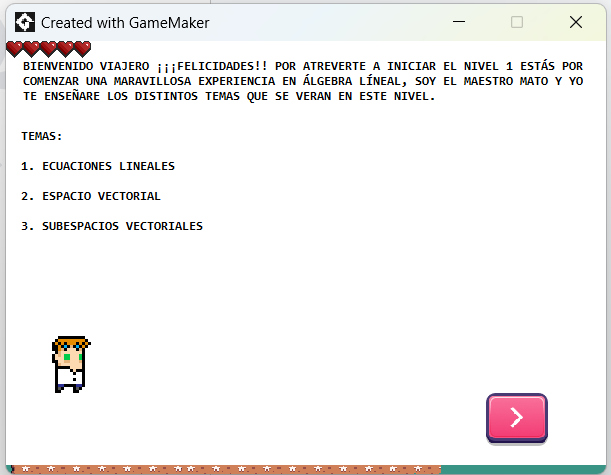 Created with GameMaker
BIENVENIDO VIAJERO ¡¡¡FELICIDADES!! POR ATREVERTE A INICIAR EL NIVEL 1 ESTÁS POR
COMENZAR UNA MARAVILLOSA EXPERIENCIA EN ÁLGEBRA LÍNEAL, SOY EL MAESTRO MATO Y YO
TE ENSEÑARE LOS DISTINTOS TEMAS QUE SE VERAN EN ESTE NIVEL.
TEMAS:
1. ECUACIONES LINEALES
2. ESPACIO VECTORIAL
3. SUBESPACIOS VECTORIALES